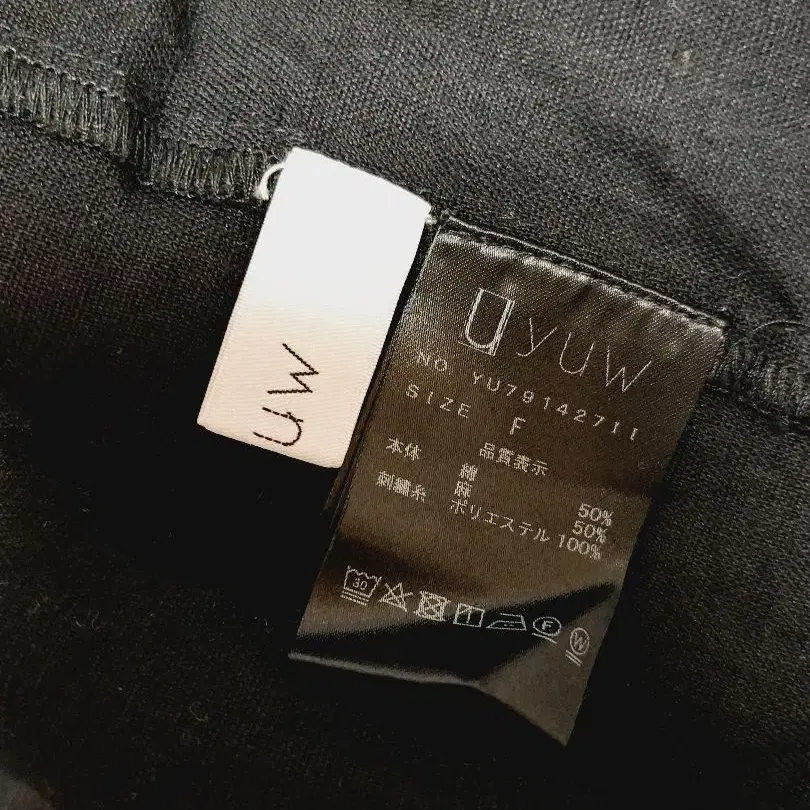 uw
uyuw
NO YU7914271I
SIZE F
品質表示
本体 綿 50%
麻 50%
刺繍糸 ポリエステル 100%
30
F
W